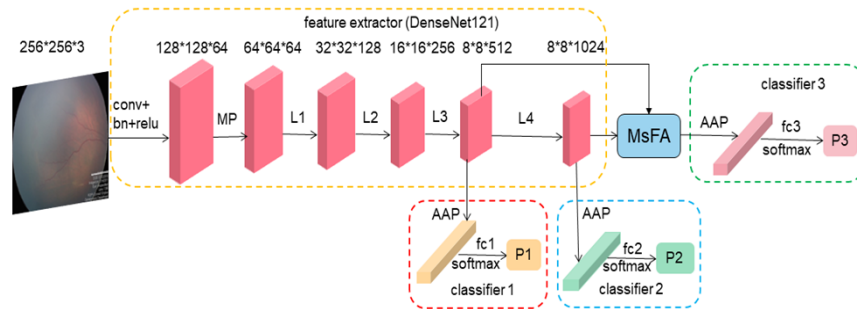 feature extractor (DenseNet121)
256*256*3
128*128*64
64*64*64
32*32*128
16*16*256
8*8*512
8*8*1024
conv+
bn+relu
MP
L1
L2
L3
L4
MsFA
AAP
classifier 3
fc3
softmax
P3
AAP
fc1
softmax
P1
classifier 1
AAP
fc2
softmax
P2
classifier 2